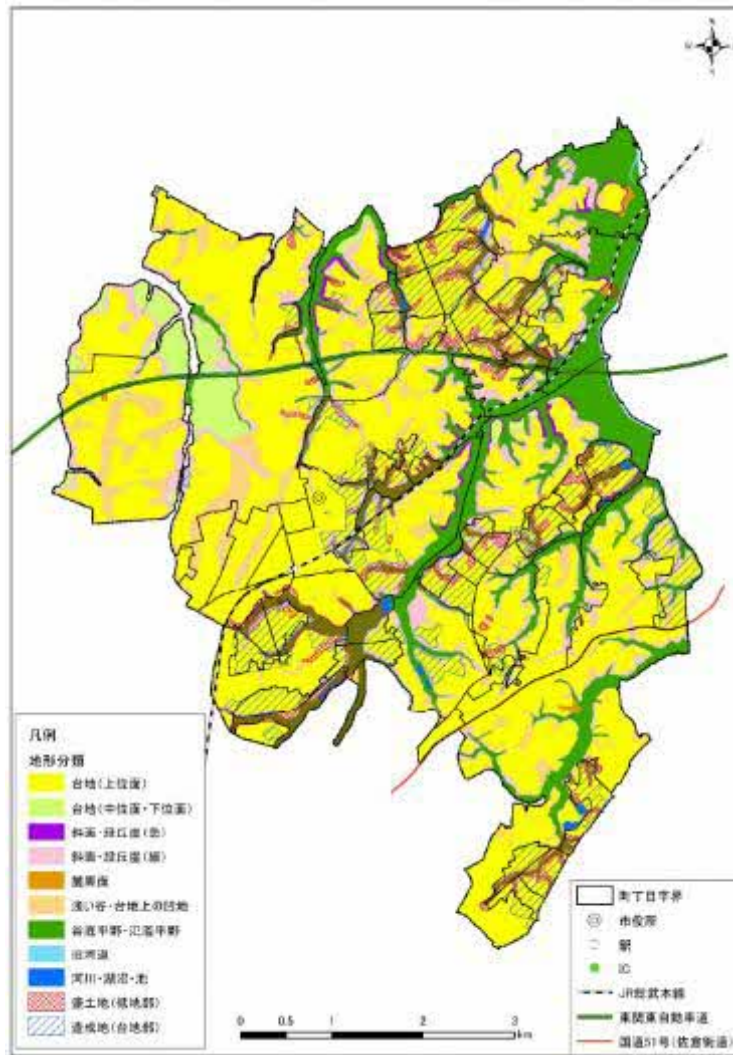 N
凡例
地形分類
台地(上位面)
台地(中位面・下位面)
斜面・段丘崖(急)
斜面・段丘崖(緩)
麓屑面
浅い谷・台地上の凹地
谷底平野・氾濫平野
旧河道
河川・湖沼・池
盛土地(低地部)
造成地(台地部)
町丁目字界
市役所
駅
IC
JR総武本線
東関東自動車道
国道51号(佐倉街道)
0 0.5 1 2 3
km